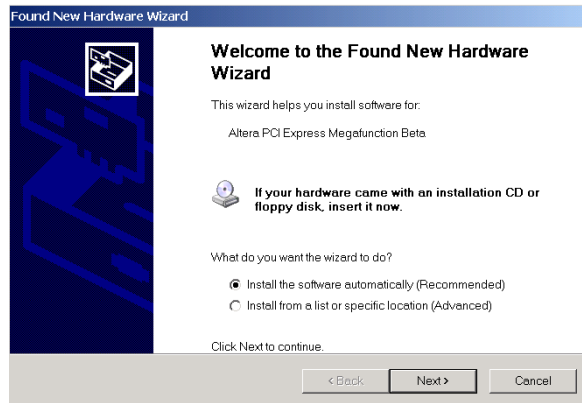 Found New Hardware Wizard
Welcome to the Found New Hardware
Wizard
This wizard helps you install software for:
Altera PCI Express Megafunction Beta
If your hardware came with an installation CD or
floppy disk, insert it now.
What do you want the wizard to do?
Install the software automatically (Recommended)
Install from a list or specific location (Advanced)
Click Next to continue.
< Back Next > Cancel